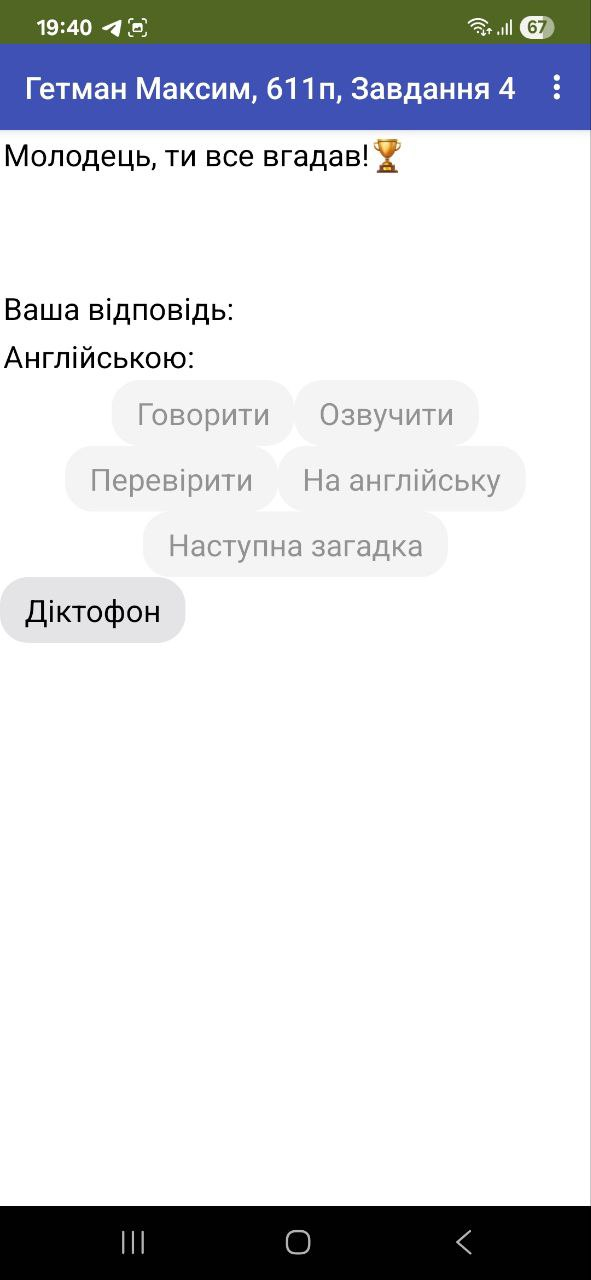 19:40 67
Гетман Максим, 611п, Завдання 4
Молодець, ти все вгадав!🏆
Ваша відповідь:
Англійською:
Говорити Озвучити
Перевірити На англійську
Наступна загадка
Діктофон